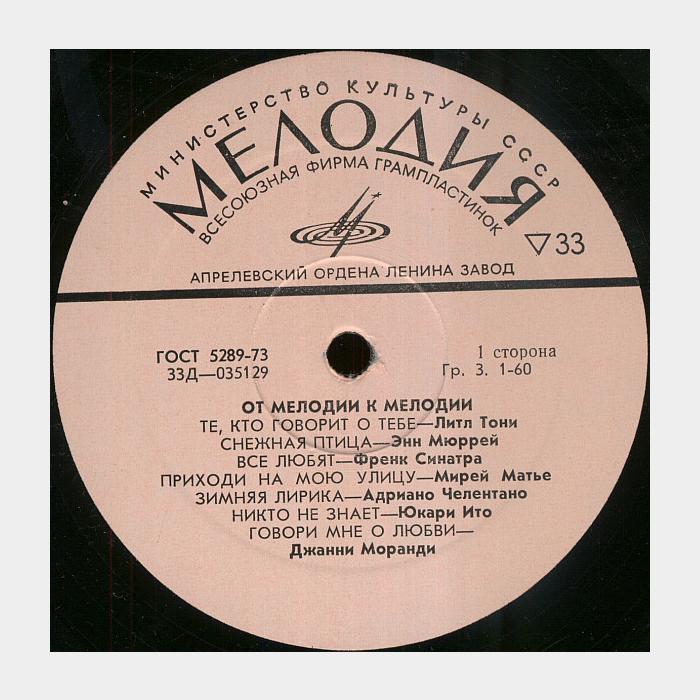 МИНИСТЕРСТВО КУЛЬТУРЫ СССР
МЕЛОДИЯ
ВСЕСОЮЗНАЯ ФИРМА ГРАМПЛАСТИНОК
▽33
АПРЕЛЕВСКИЙ ОРДЕНА ЛЕНИНА ЗАВОД
ГОСТ 5289-73
33Д—035129
1 сторона
Гр. 3. 1-60
ОТ МЕЛОДИИ К МЕЛОДИИ
ТЕ, КТО ГОВОРИТ О ТЕБЕ—Литл Тони
СНЕЖНАЯ ПТИЦА—Энн Мюррей
ВСЕ ЛЮБЯТ—Френк Синатра
ПРИХОДИ НА МОЮ УЛИЦУ—Мирей Матье
ЗИМНЯЯ ЛИРИКА—Адриано Челентано
НИКТО НЕ ЗНАЕТ—Юкари Ито
ГОВОРИ МНЕ О ЛЮБВИ—
Джанни Моранди